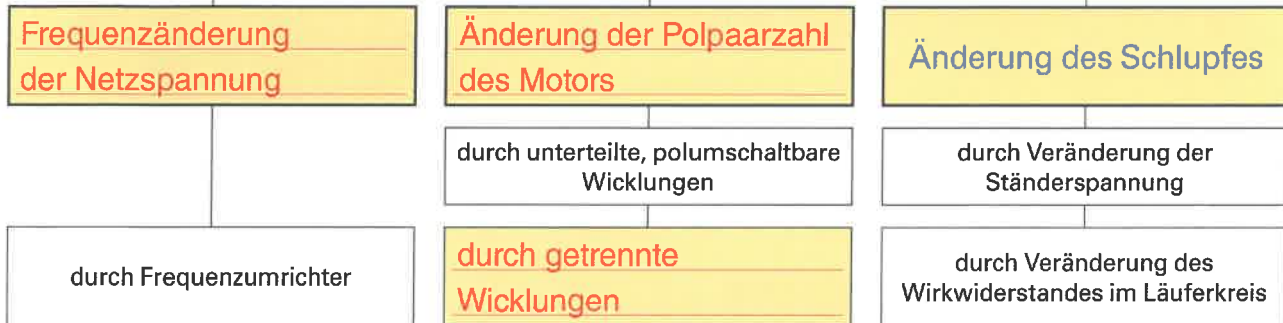 Frequenzänderung
der Netzspannung
Änderung der Polpaarzahl
des Motors
Änderung des Schlupfes
durch unterteilte, polumschaltbare
Wicklungen
durch Veränderung der
Ständerspannung
durch Frequenzumrichter
durch getrennte
Wicklungen
durch Veränderung des
Wirkwiderstandes im Läuferkreis